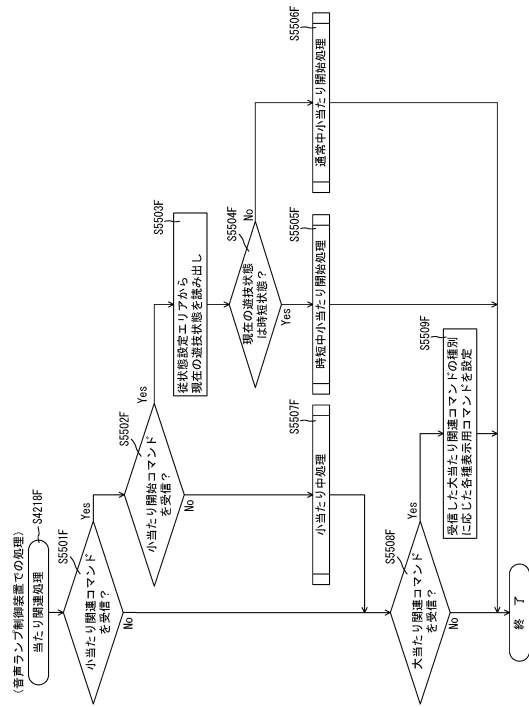 （音声ランプ制御装置での処理）
当たり関連処理
S4218F
S5501F
小当たり関連コマンド
を受信？
Yes
No
S5502F
小当たり開始コマンド
を受信？
Yes
No
S5503F
従状態設定エリアから
現在の遊技状態を読み出し
S5504F
現在の遊技状態
は時短状態？
No
Yes
S5505F
時短中小当たり開始処理
S5506F
通常中小当たり開始処理
S5507F
小当たり中処理
S5508F
大当たり関連コマンド
を受信？
Yes
No
S5509F
受信した大当たり関連コマンドの種別
に応じた各種表示用コマンドを設定
終 了